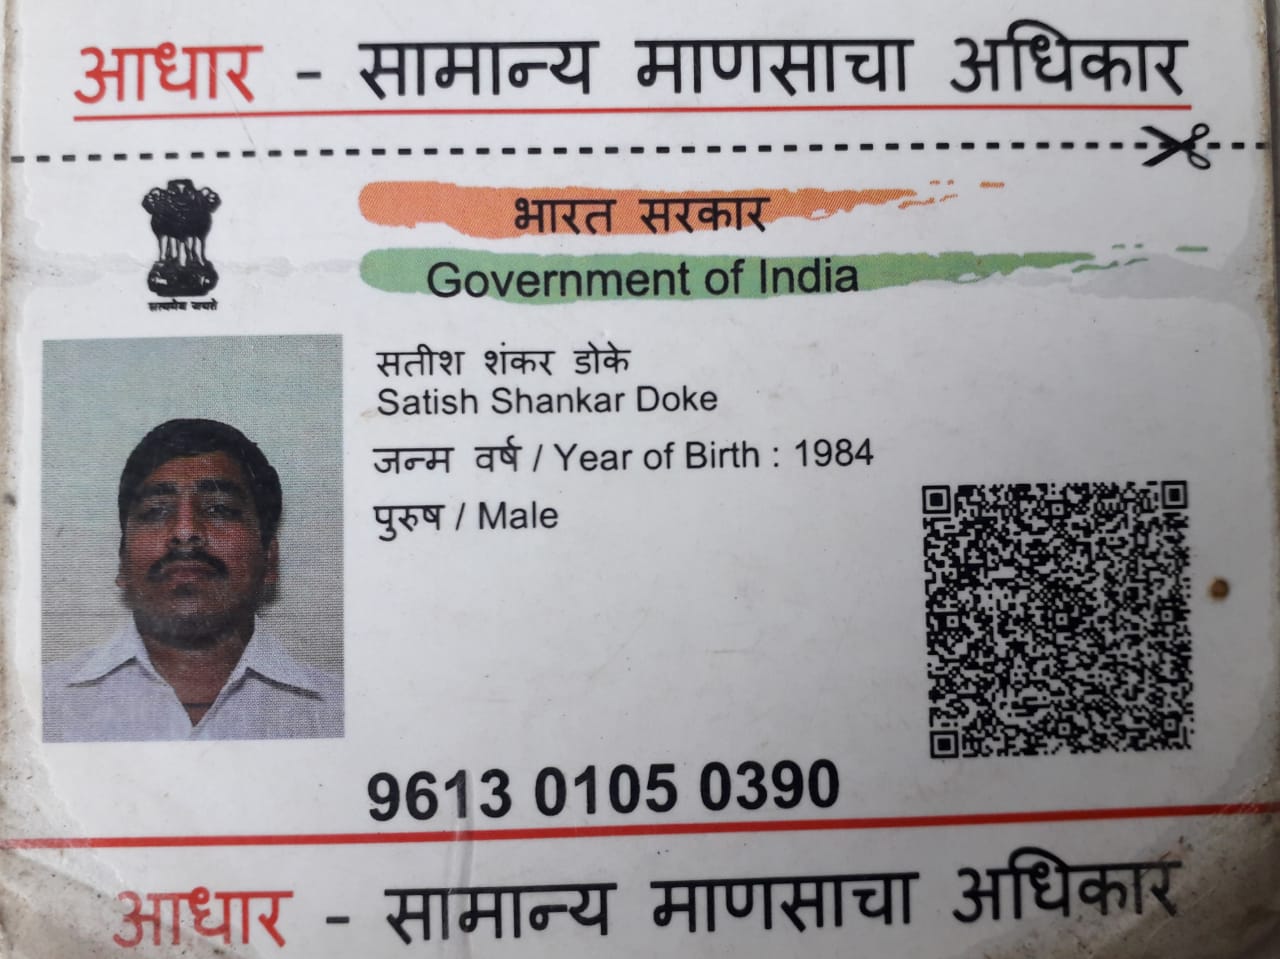 आधार - सामान्य माणसाचा अधिकार
सत्यमेव जयते
भारत सरकार
Government of India
सतीश शंकर डोके
Satish Shankar Doke
जन्म वर्ष / Year of Birth : 1984
पुरुष / Male
9613 0105 0390
आधार - सामान्य माणसाचा अधिकार